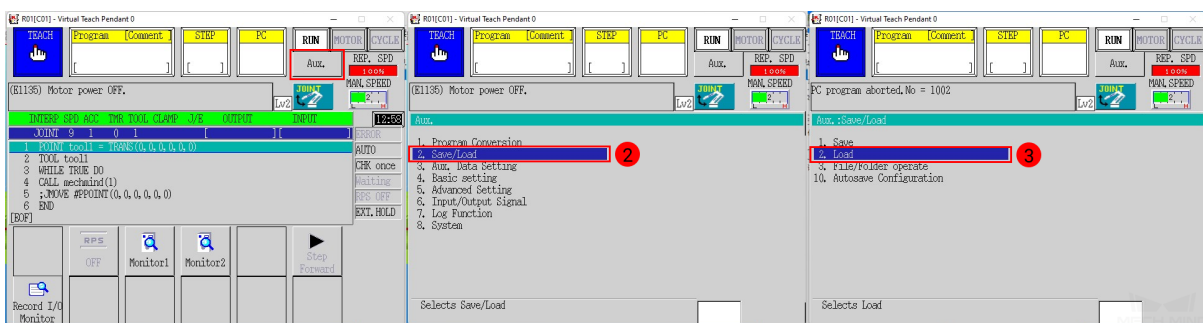 R01[C01] - Virtual Teach Pendant 0
TEACH
Program [Comment ]
STEP
PC
RUN
MOTOR
CYCLE
[ ]
[ ]
Aux.
REP. SPD
100%
(E1135) Motor power OFF.
Lv2
JOINT
MAN.SPEED
2
H
INTERP SPD ACC TMR TOOL CLAMP J/E OUTPUT INPUT
12:58
JOINT 9 1 0 1 [ ][ ]
ERROR
1 POINT tool1 = TRANS(0,0,0,0,0,0)
AUTO
2 TOOL tool1
3 WHILE TRUE DO
CHK once
4 CALL mechmind(1)
Waiting
5 ;JMOVE #PPOINT(0,0,0,0,0,0)
RPS OFF
6 END
EXT.HOLD
[EOF]
RPS
OFF
Monitor1
Monitor2
Step
Forward
Record I/O
Monitor
R01[C01] - Virtual Teach Pendant 0
TEACH
Program [Comment ]
STEP
PC
RUN
MOTOR
CYCLE
[ ]
[ ]
Aux.
REP. SPD
100%
(E1135) Motor power OFF.
Lv2
JOINT
MAN.SPEED
2
H
Aux.
1. Program Conversion
2. Save/Load
2
3. Aux. Data Setting
4. Basic setting
5. Advanced Setting
6. Input/Output Signal
7. Log Function
8. System
Selects Save/Load
R01[C01] - Virtual Teach Pendant 0
TEACH
Program [Comment ]
STEP
PC
RUN
MOTOR
CYCLE
[ ]
[ ]
Aux.
REP. SPD
100%
PC program aborted.No = 1002
Lv2
JOINT
MAN.SPEED
2
H
Aux.:Save/Load
1. Save
2. Load
3
3. File/Folder operate
10. Autosave Configuration
Selects Load